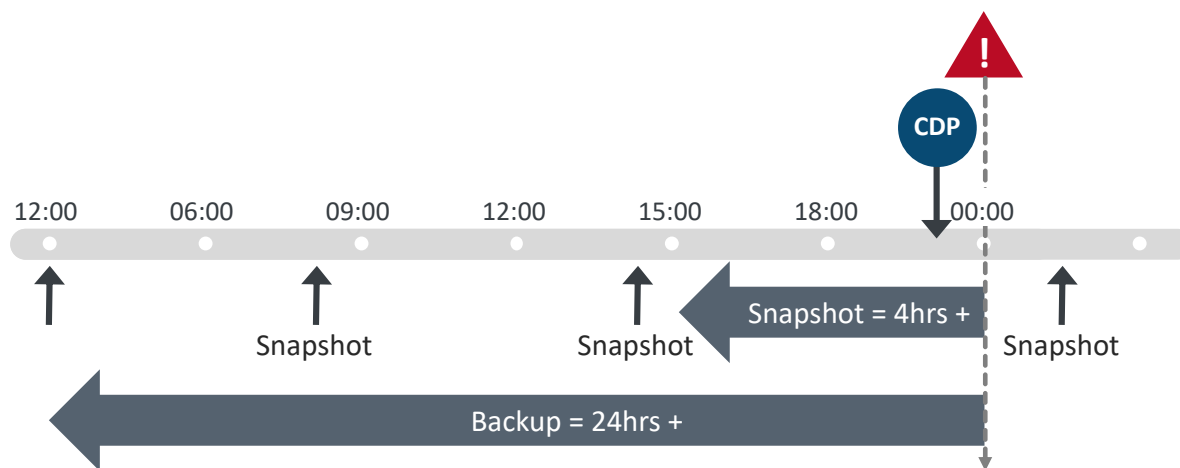 !
CDP
12:00 06:00 09:00 12:00 15:00 18:00 00:00
Snapshot = 4hrs +
Snapshot Snapshot Snapshot
Backup = 24hrs +